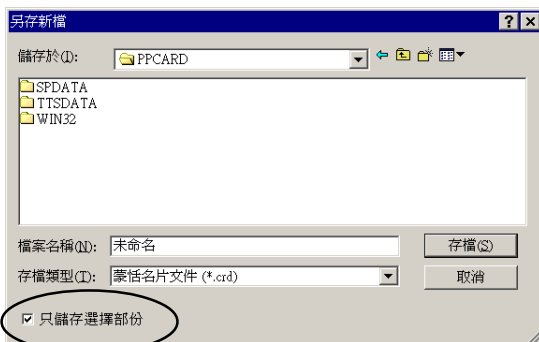 另存新檔
儲存於(I): PPCARD
SPDATA
TTSDATA
WIN32
檔案名稱(N): 未命名 存檔(S)
存檔類型(T): 蒙恬名片文件 (*.crd) 取消
只儲存選擇部份